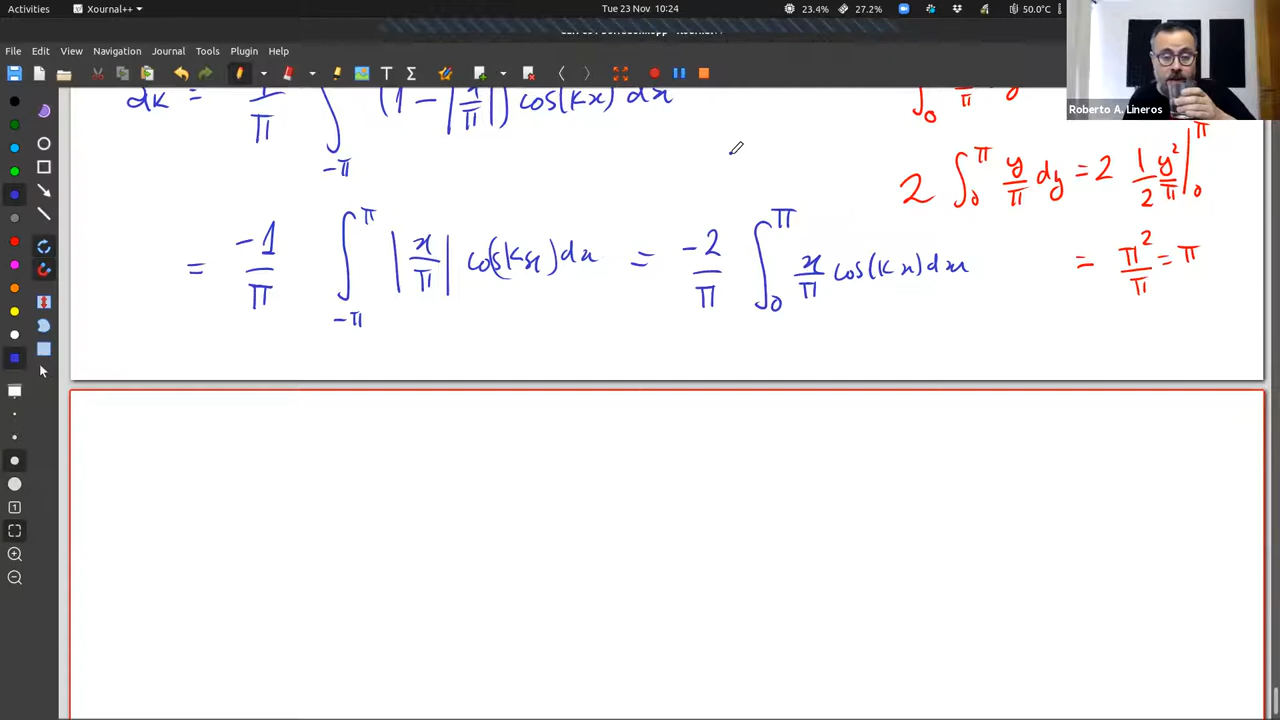 Activities Xournal++ Tue 23 Nov 10:24 23.4% 27.2% 50.0°C
File Edit View Navigation Journal Tools Plugin Help
Roberto A. Lineros
dk = 1/π ∫_{-π} (1 - |x/π|) cos(kx) dx
= -1/π ∫_{-π}^{π} |x/π| cos(kx) dx = -2/π ∫_0^π x/π cos(kx) dx
2 ∫_0^π y/π dy = 2 1/2 y²/π |_0^π
= π²/π = π